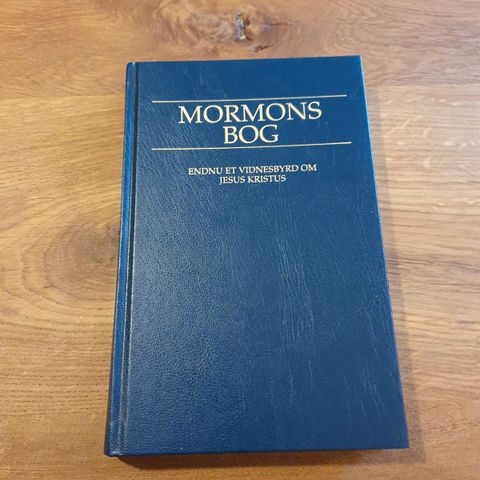 MORMONS
BOG
ENDNU ET VIDNESBYRD OM
JESUS KRISTUS